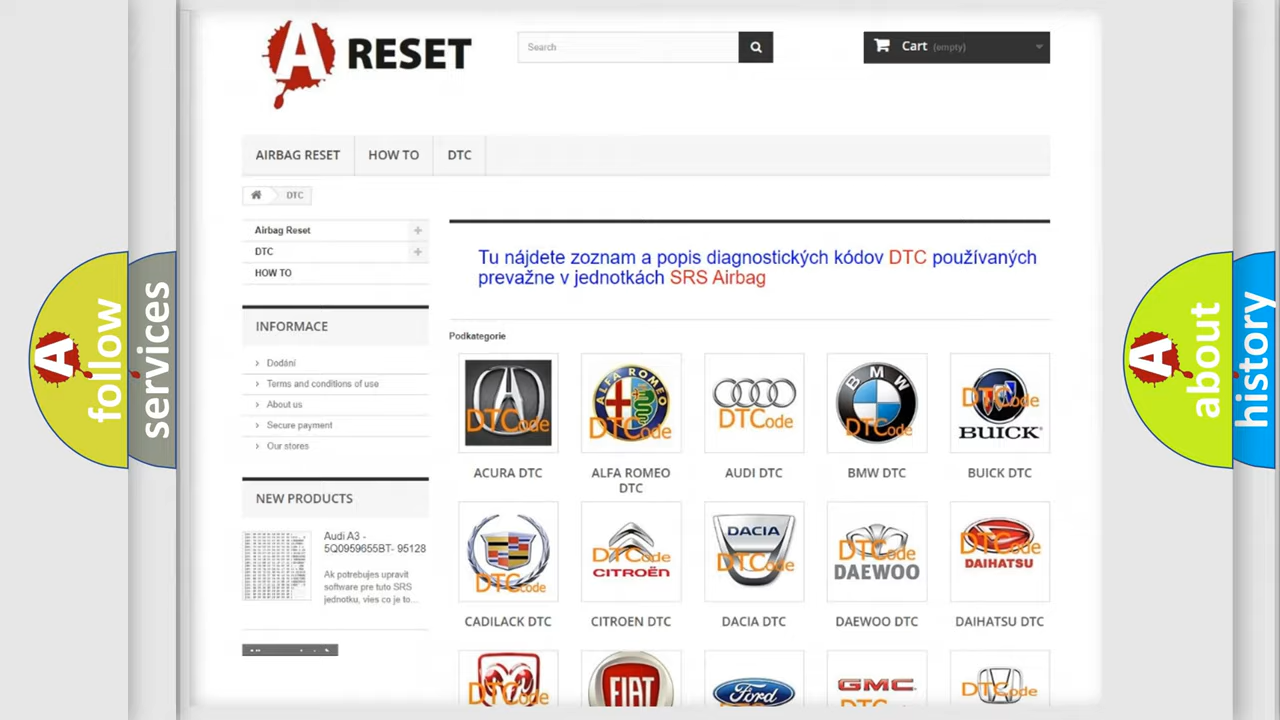 A RESET
Search
Cart (empty)
AIRBAG RESET
HOW TO
DTC
DTC
Airbag Reset
DTC
HOW TO
INFORMACE
Dodání
Terms and conditions of use
About us
Secure payment
Our stores
NEW PRODUCTS
Audi A3 -
5Q0959655BT- 95128
Ak potrebujes upravit
software pre tuto SRS
jednotku, vies co je to...
Tu nájdete zoznam a popis diagnostických kódov DTC používaných
prevažne v jednotkách SRS Airbag
Podkategorie
DTCode
ALFA ROMEO
DTCode
DTCode
BMW
DTCode
DTCode
BUICK
ACURA DTC
ALFA ROMEO
DTC
AUDI DTC
BMW DTC
BUICK DTC
DTCode
DTCode
CITROËN
DACIA
DTCode
DTCode
DAEWOO
DTCode
DAIHATSU
CADILACK DTC
CITROEN DTC
DACIA DTC
DAEWOO DTC
DAIHATSU DTC
DTCode
FIAT
Ford
GMC
DTCode
A follow
services
A about
history